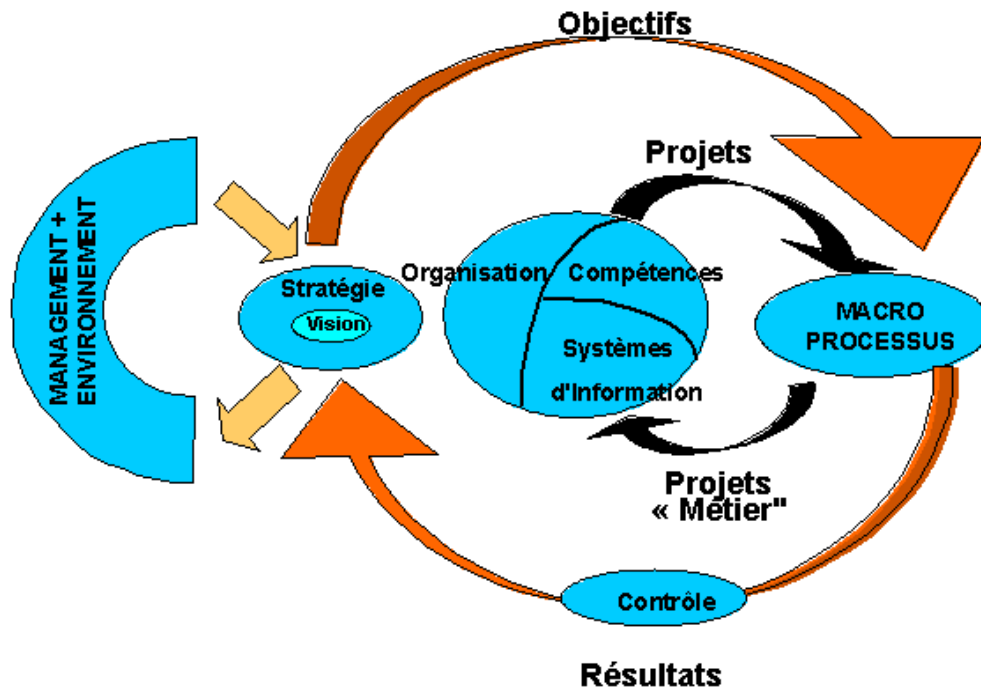 Objectifs
Projets
MANAGEMENT +
ENVIRONNEMENT
Organisation
Compétences
Stratégie
Vision
MACRO
PROCESSUS
Systèmes
d'Information
Projets
« Métier"
Contrôle
Résultats